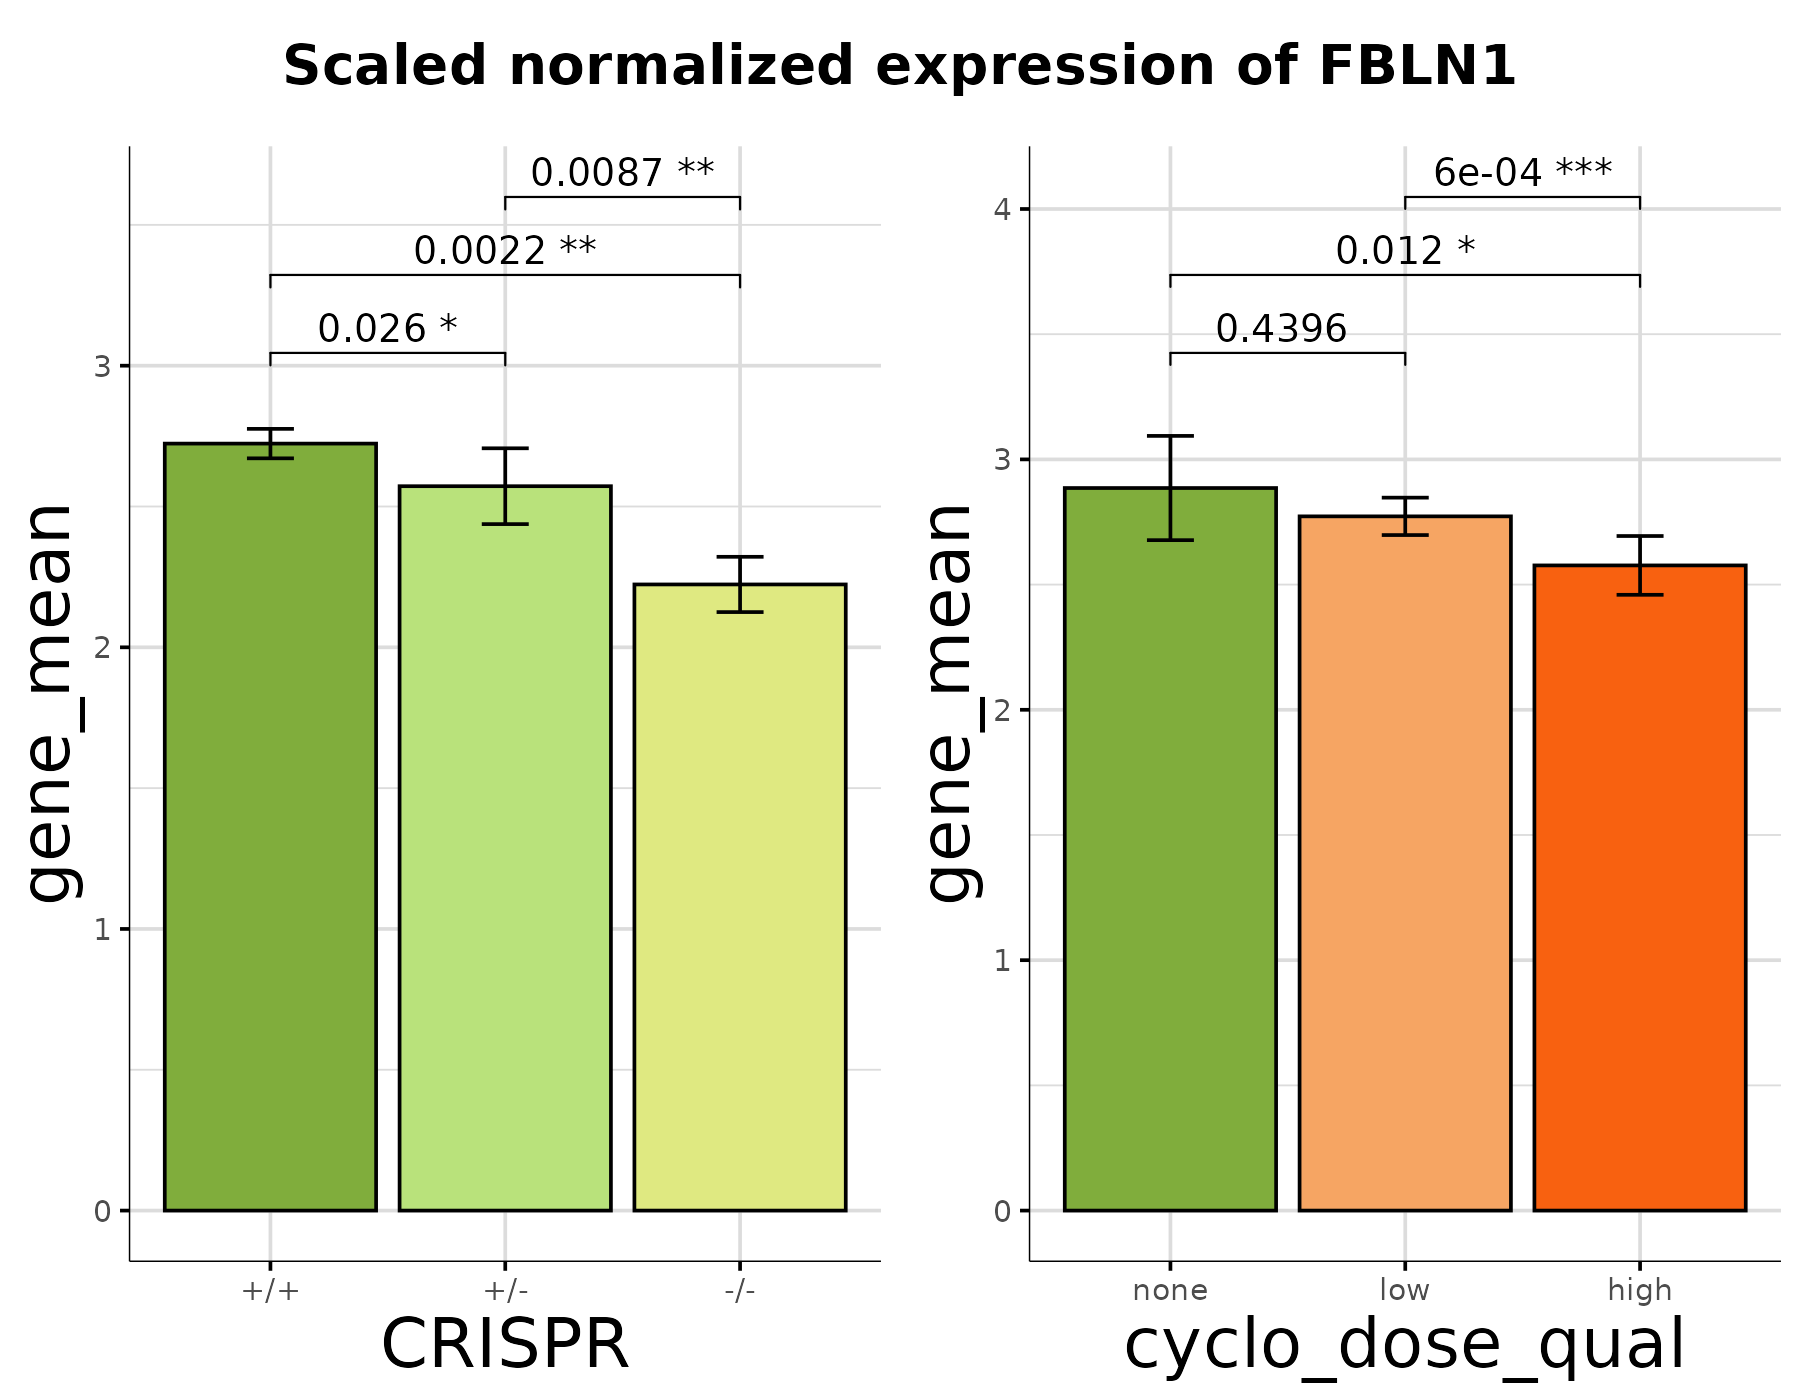 Scaled normalized expression of FBLN1
0.0087 **
0.0022 **
0.026 *
3
2
1
0
gene_mean
+/+ +/- -/-
CRISPR
6e-04 ***
0.012 *
0.4396
4
3
2
1
0
gene_mean
none low high
cyclo_dose_qual